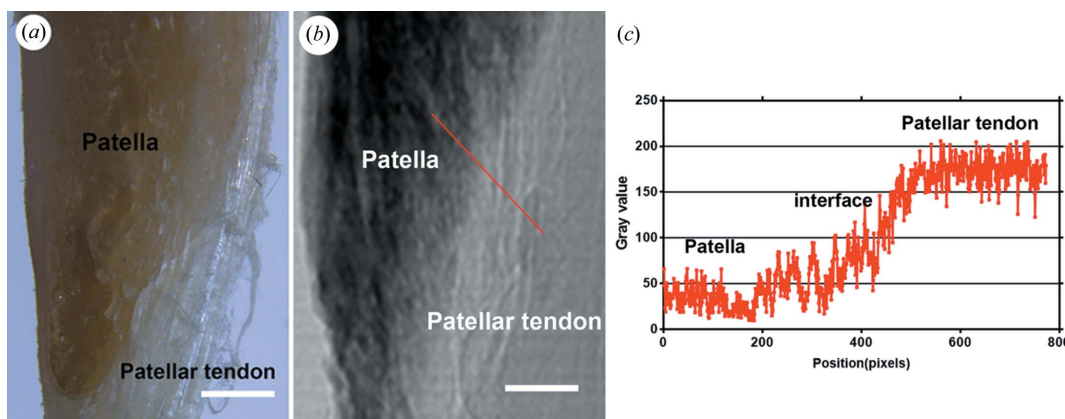 (a)
Patella
Patellar tendon
(b)
Patella
Patellar tendon
(c)
250
200
150
100
50
0
Gray value
Patella
interface
Patellar tendon
0
200
400
600
800
Position(pixels)